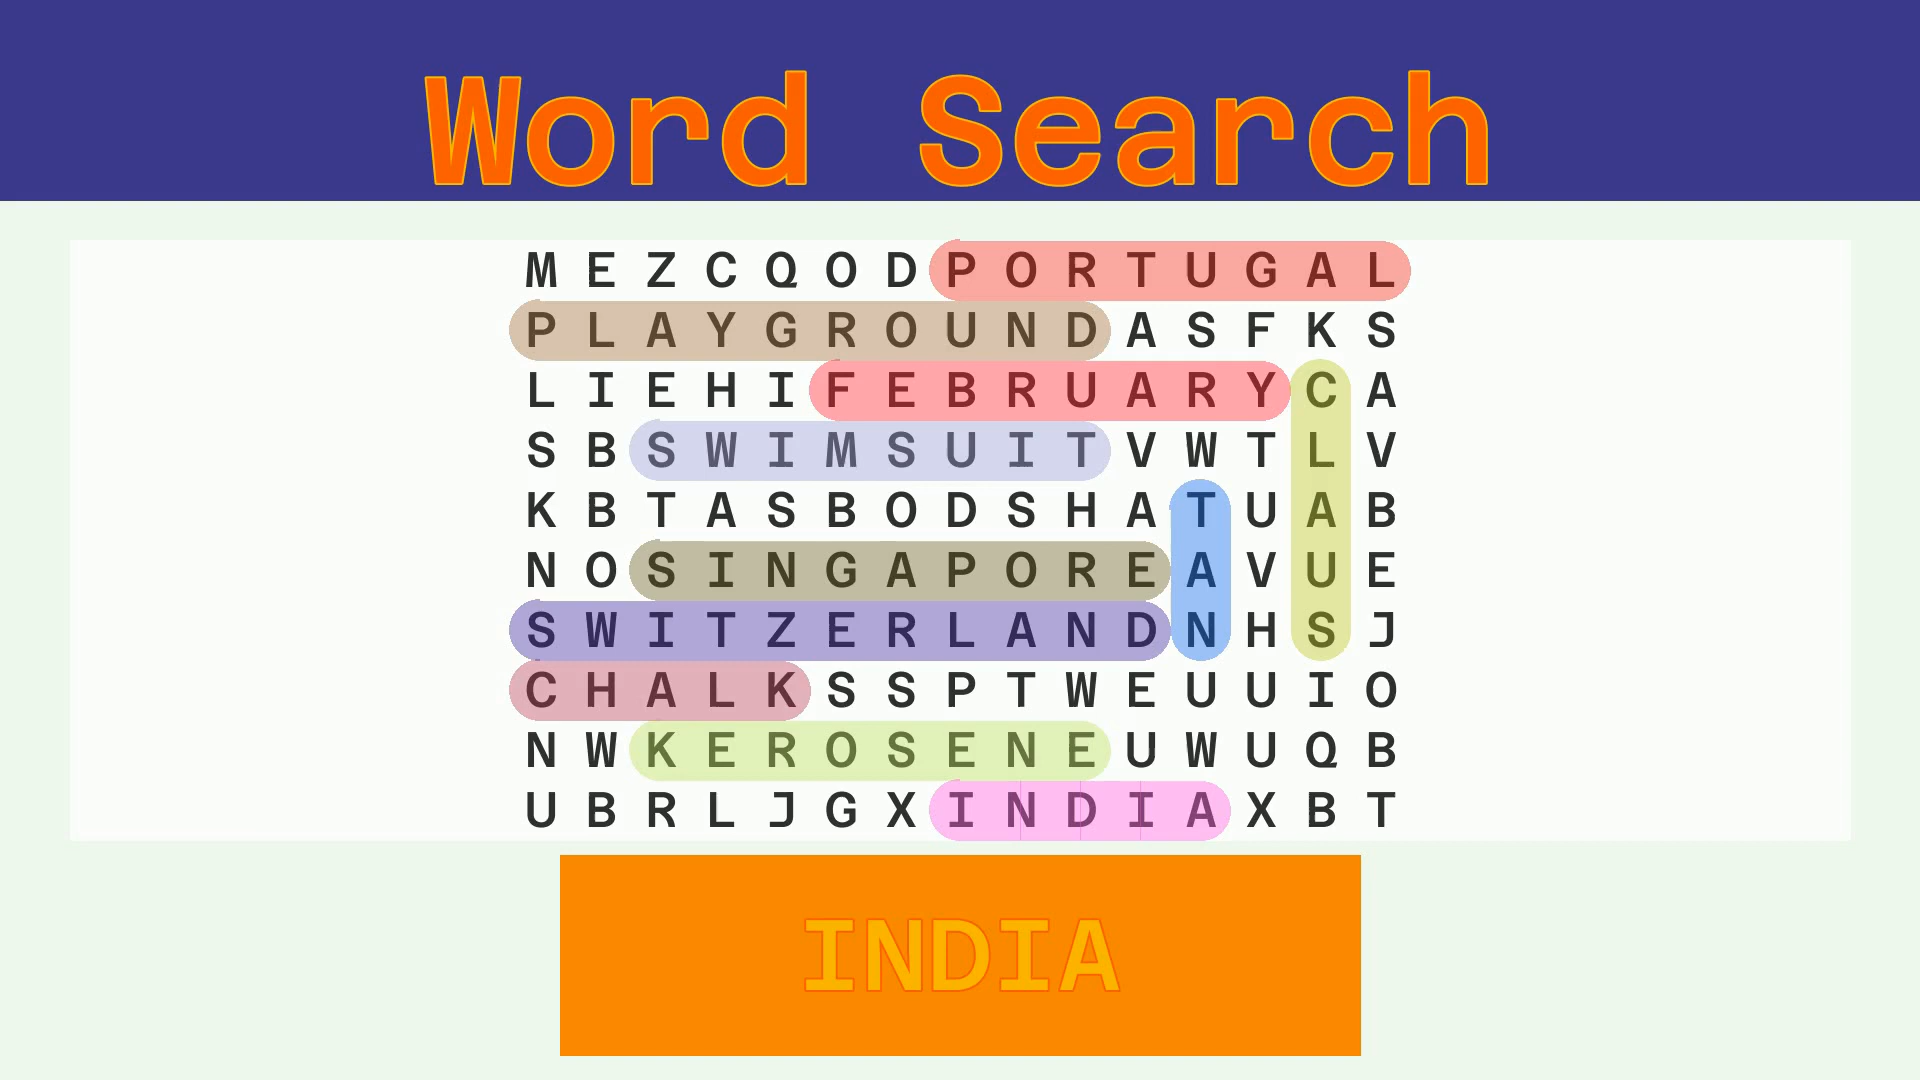 Word Search
M E Z C Q O D P O R T U G A L
P L A Y G R O U N D A S F K S
L I E H I F E B R U A R Y C A
S B S W I M S U I T V W T L V
K B T A S B O D S H A T U A B
N O S I N G A P O R E A V U E
S W I T Z E R L A N D N H S J
C H A L K S S P T W E U U I O
N W K E R O S E N E U W U Q B
U B R L J G X I N D I A X B T
INDIA